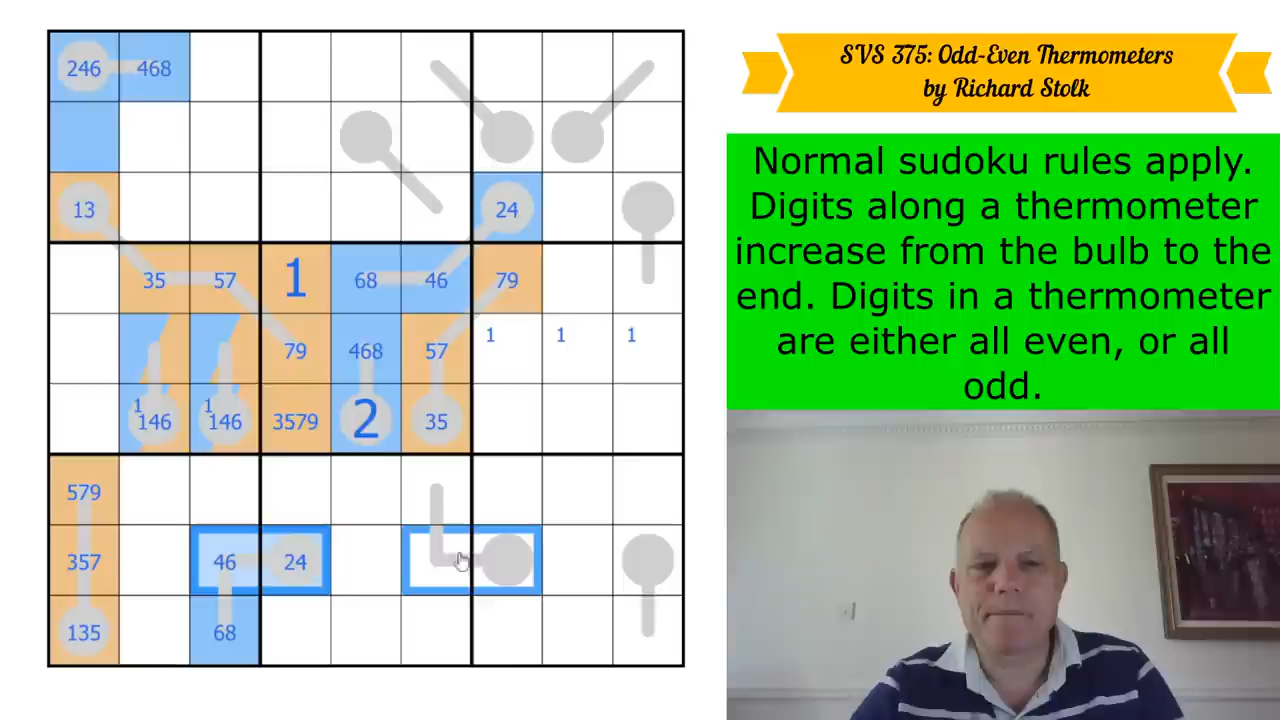 SVS 375: Odd-Even Thermometers
by Richard Stolk
Normal sudoku rules apply.
Digits along a thermometer
increase from the bulb to the
end. Digits in a thermometer
are either all even, or all
odd.
246 468
13 24
35 57 1 68 46 79
79 468 57 1 1 1
1 146 1 146 3579 2 35
579
357 46 24
135 68